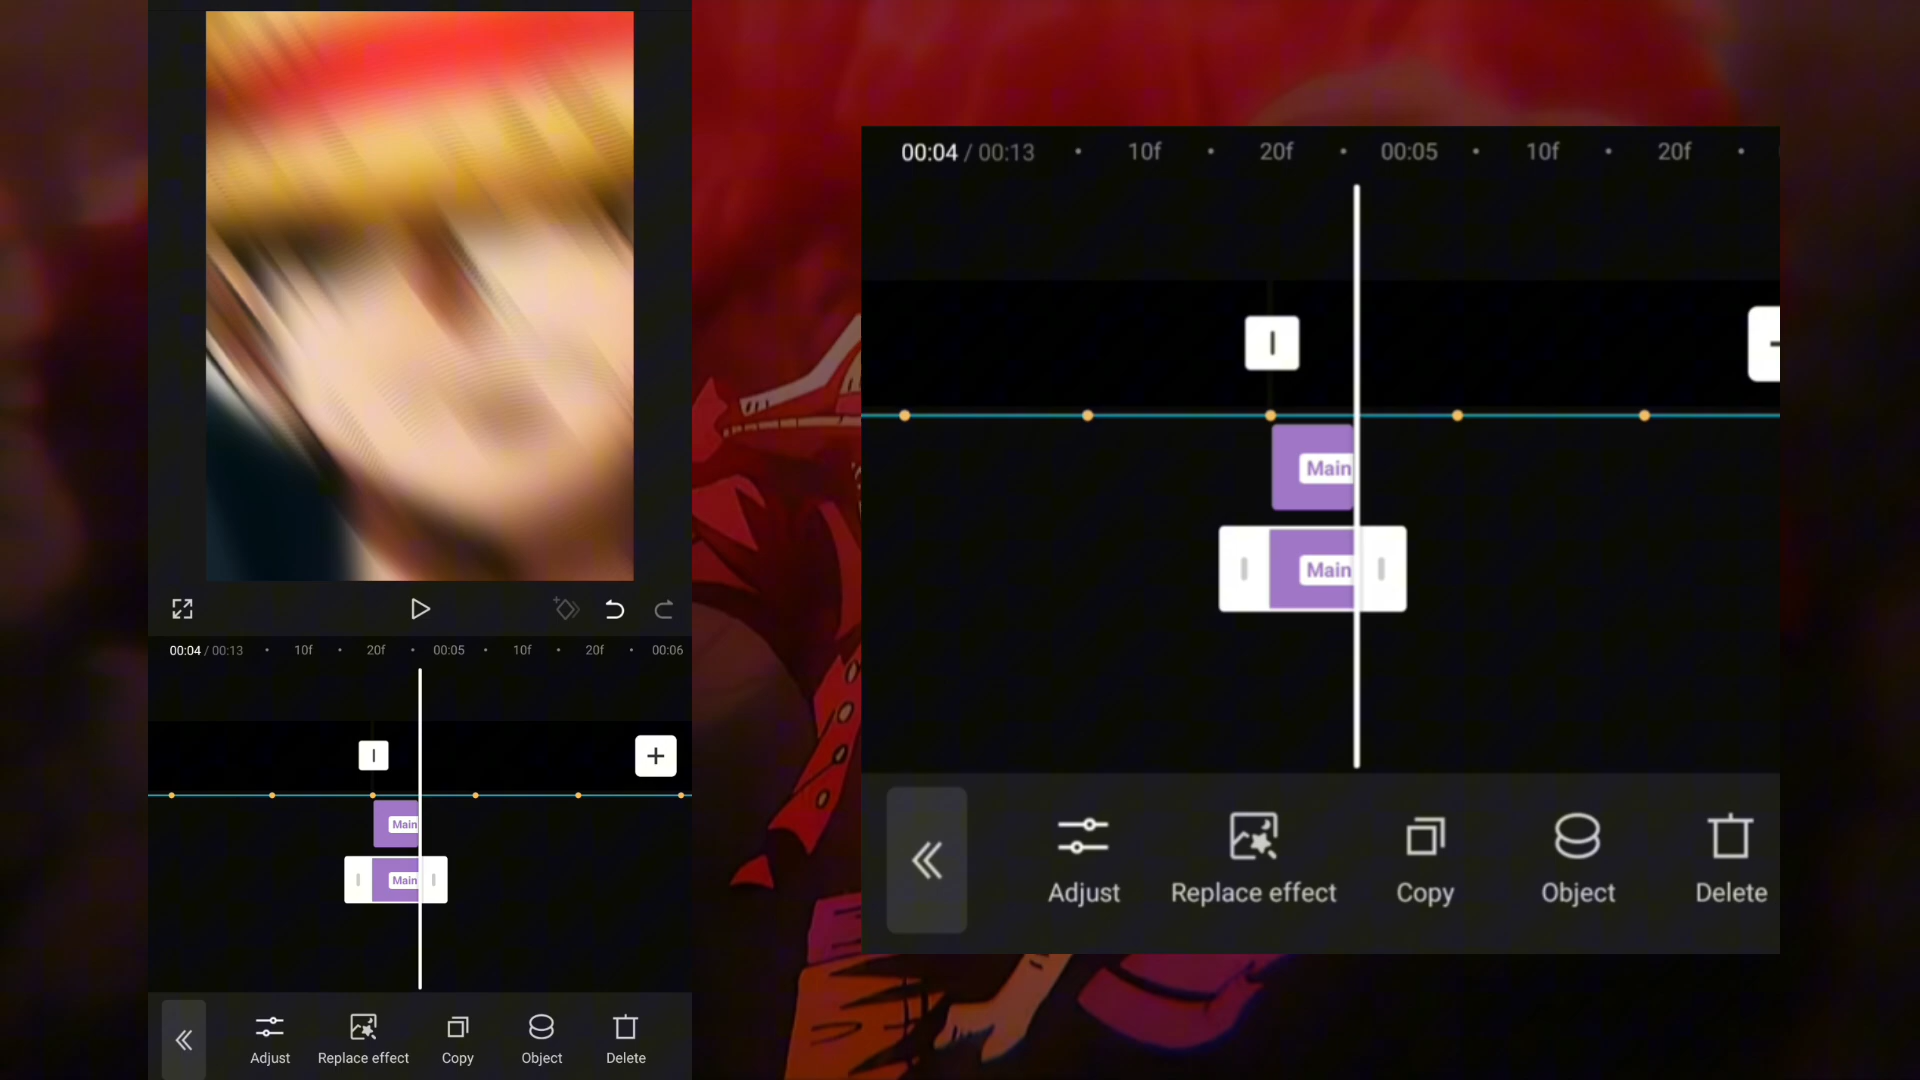 00:04 / 00:13 10f 20f 00:05 10f 20f 00:06
Main
Main
Adjust Replace effect Copy Object Delete
00:04 / 00:13 10f 20f 00:05 10f 20f
Main
Main
Adjust Replace effect Copy Object Delete